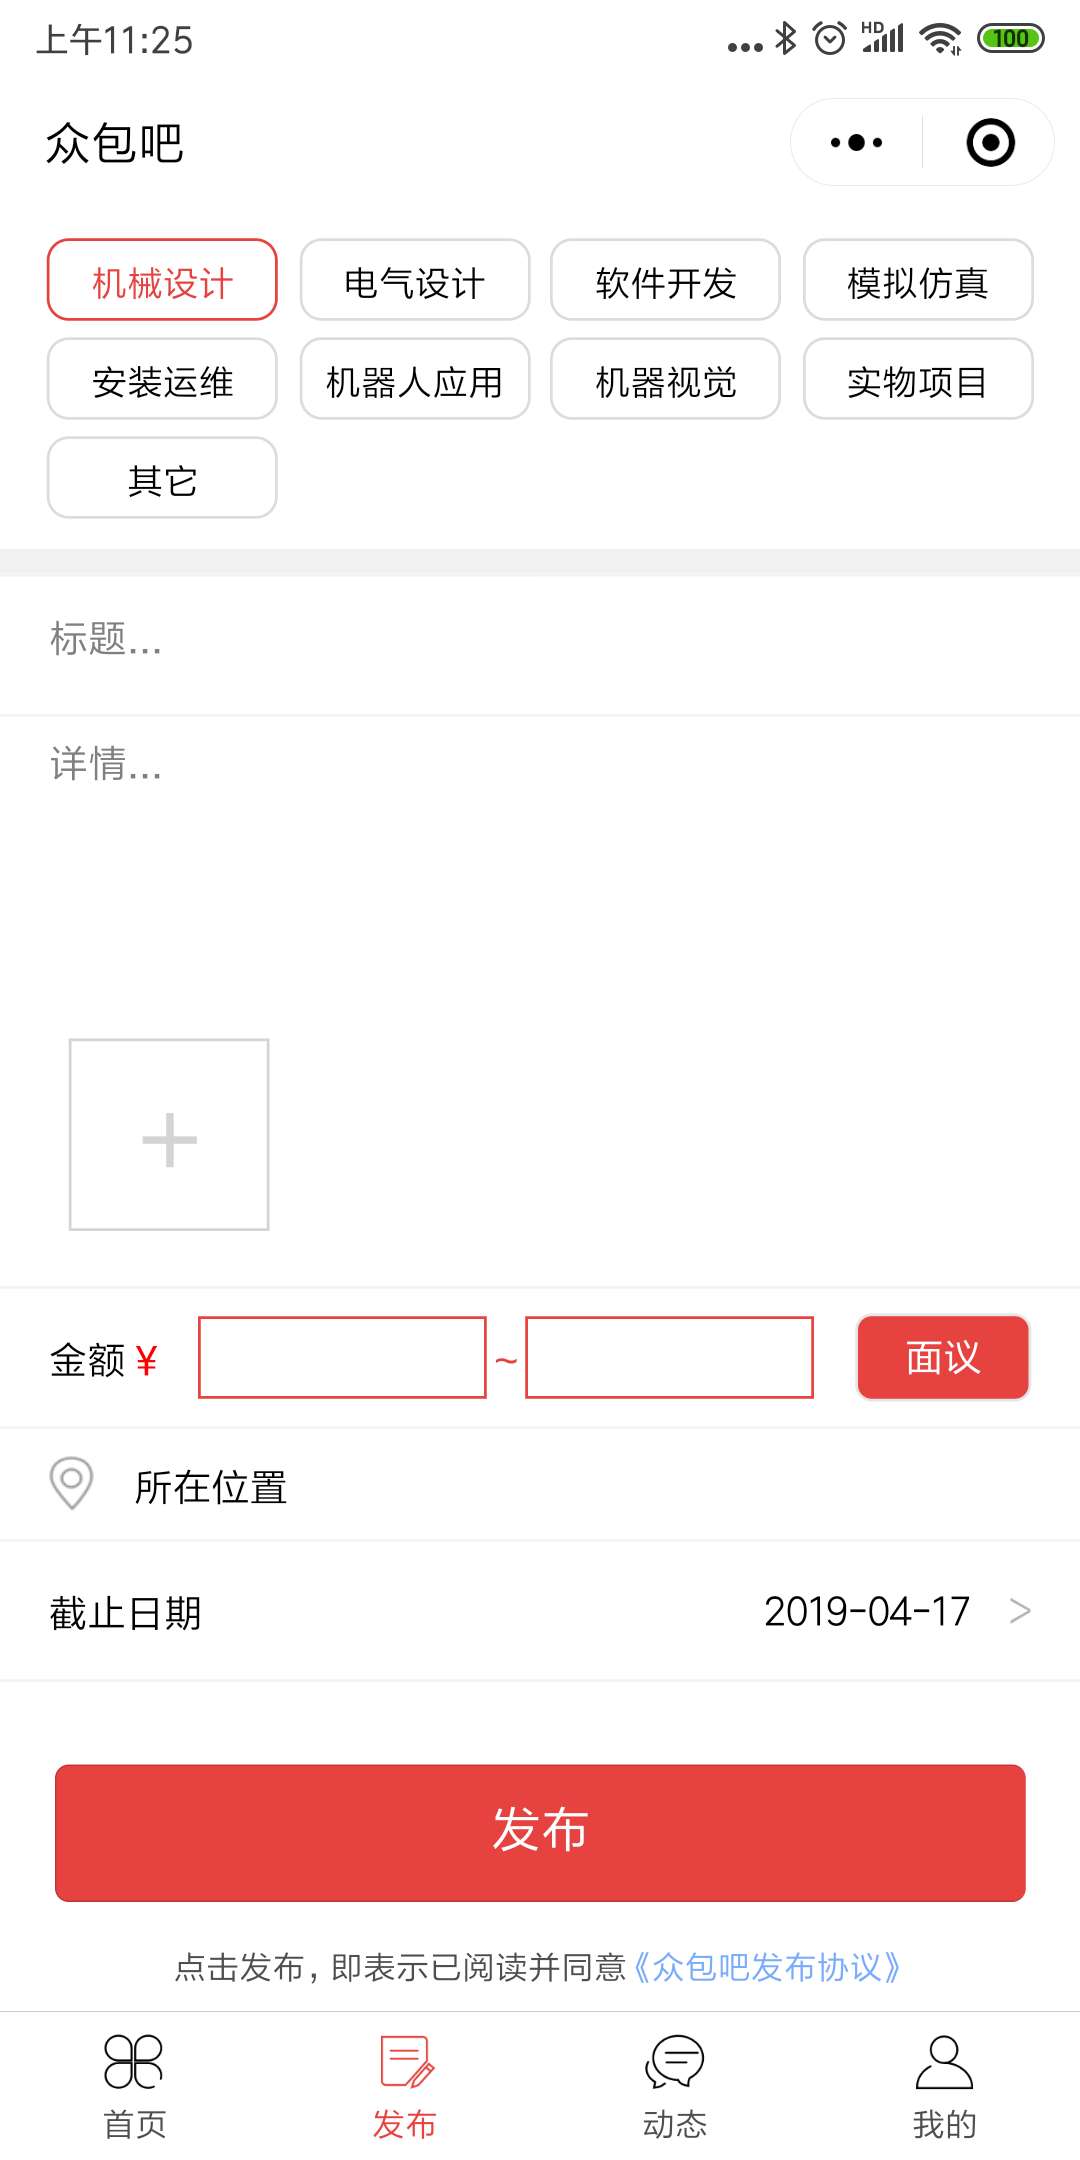 上午11:25 HD 100
众包吧
机械设计 电气设计 软件开发 模拟仿真
安装运维 机器人应用 机器视觉 实物项目
其它
标题...
详情...
金额 ¥ ~ 面议
所在位置
截止日期 2019-04-17 >
发布
点击发布，即表示已阅读并同意《众包吧发布协议》
首页 发布 动态 我的